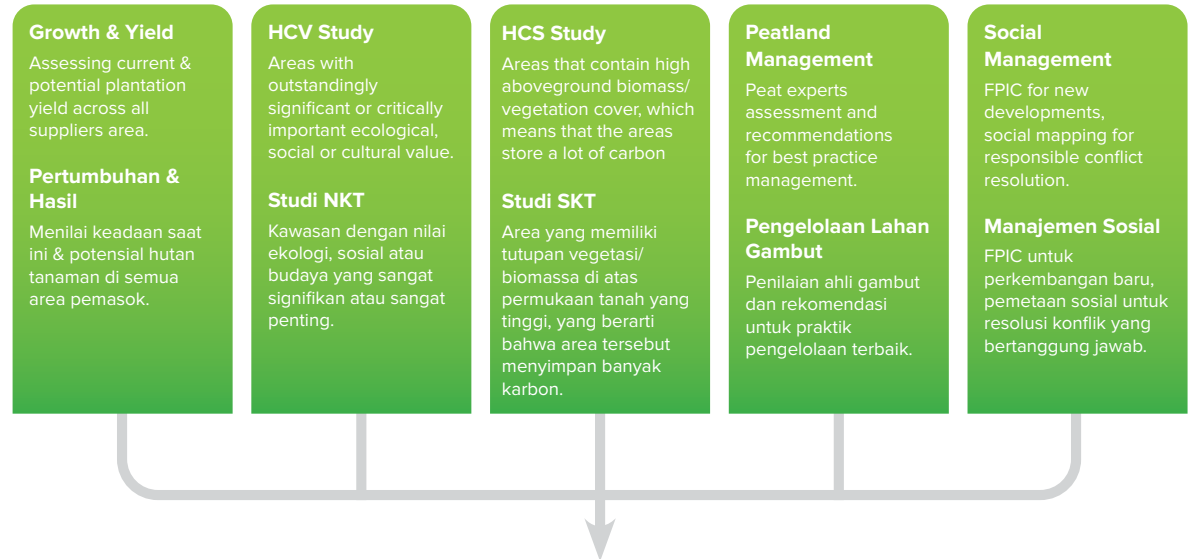 Growth & Yield
Assessing current &
potential plantation
yield across all
suppliers area.
Pertumbuhan &
Hasil
Menilai keadaan saat
ini & potensial hutan
tanaman di semua
area pemasok.
HCV Study
Areas with
outstandingly
significant or critically
important ecological,
social or cultural value.
Studi NKT
Kawasan dengan nilai
ekologi, sosial atau
budaya yang sangat
signifikan atau sangat
penting.
HCS Study
Areas that contain high
aboveground biomass/
vegetation cover, which
means that the areas
store a lot of carbon
Studi SKT
Area yang memiliki
tutupan vegetasi/
biomassa di atas
permukaan tanah yang
tinggi, yang berarti
bahwa area tersebut
menyimpan banyak
karbon.
Peatland
Management
Peat experts
assessment and
recommendations
for best practice
management.
Pengelolaan Lahan
Gambut
Penilaian ahli gambut
dan rekomendasi
untuk praktik
pengelolaan terbaik.
Social
Management
FPIC for new
developments,
social mapping for
responsible conflict
resolution.
Manajemen Sosial
FPIC untuk
perkembangan baru,
pemetaan sosial untuk
resolusi konflik yang
bertanggung jawab.